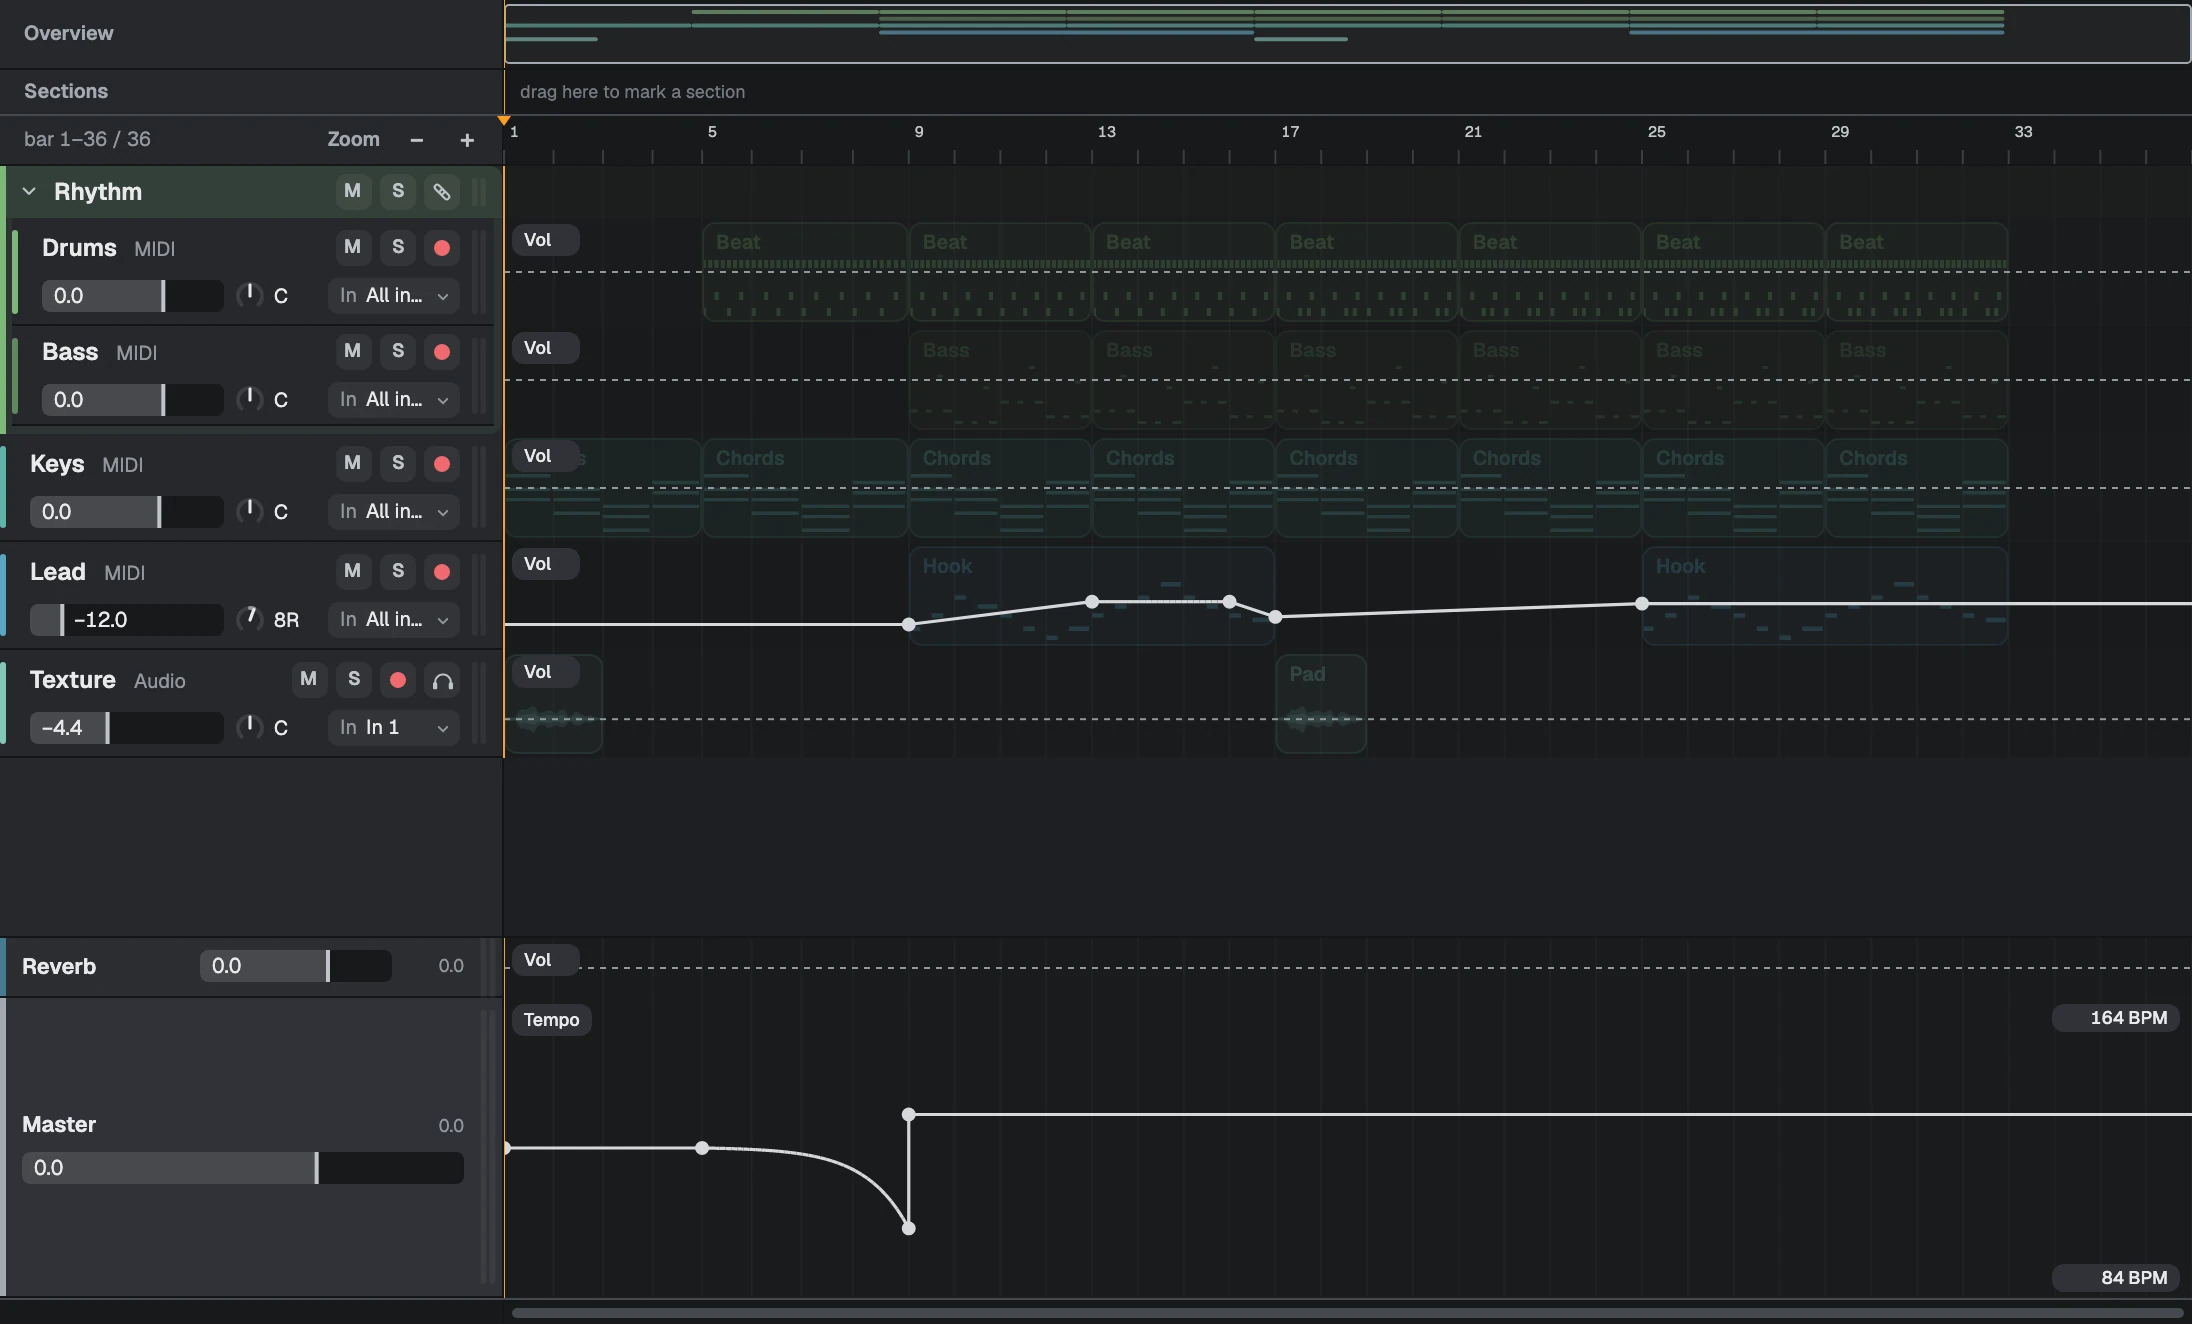 Overview
Sections
drag here to mark a section
bar 1–36 / 36 Zoom − +
1 5 9 13 17 21 25 29 33
Rhythm M S
Drums MIDI M S
0.0 C In All in...
Vol
Beat Beat Beat Beat Beat Beat Beat
Bass MIDI M S
0.0 C In All in...
Vol
Bass Bass Bass Bass Bass Bass
Keys MIDI M S
0.0 C In All in...
Vol s Chords Chords Chords Chords Chords Chords Chords
Lead MIDI M S
−12.0 8R In All in...
Vol
Hook Hook
Texture Audio M S
−4.4 C In In 1
Vol
Pad
Reverb 0.0 0.0
Vol
Tempo
164 BPM
Master 0.0
0.0
84 BPM